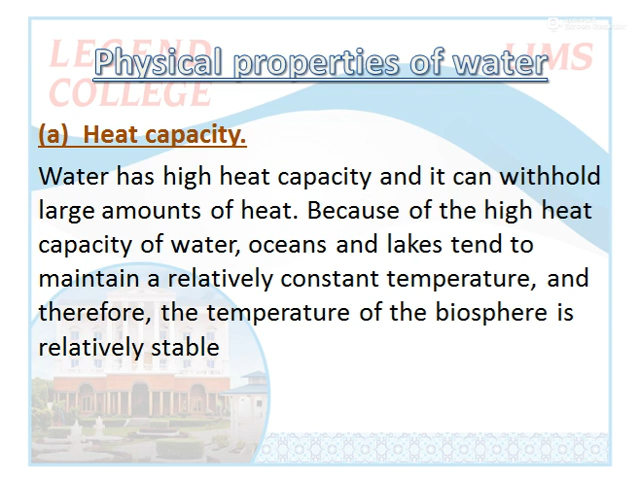 LEGEND COLLEGE
LIMS
Physical properties of water
(a) Heat capacity.
Water has high heat capacity and it can withhold
large amounts of heat. Because of the high heat
capacity of water, oceans and lakes tend to
maintain a relatively constant temperature, and
therefore, the temperature of the biosphere is
relatively stable